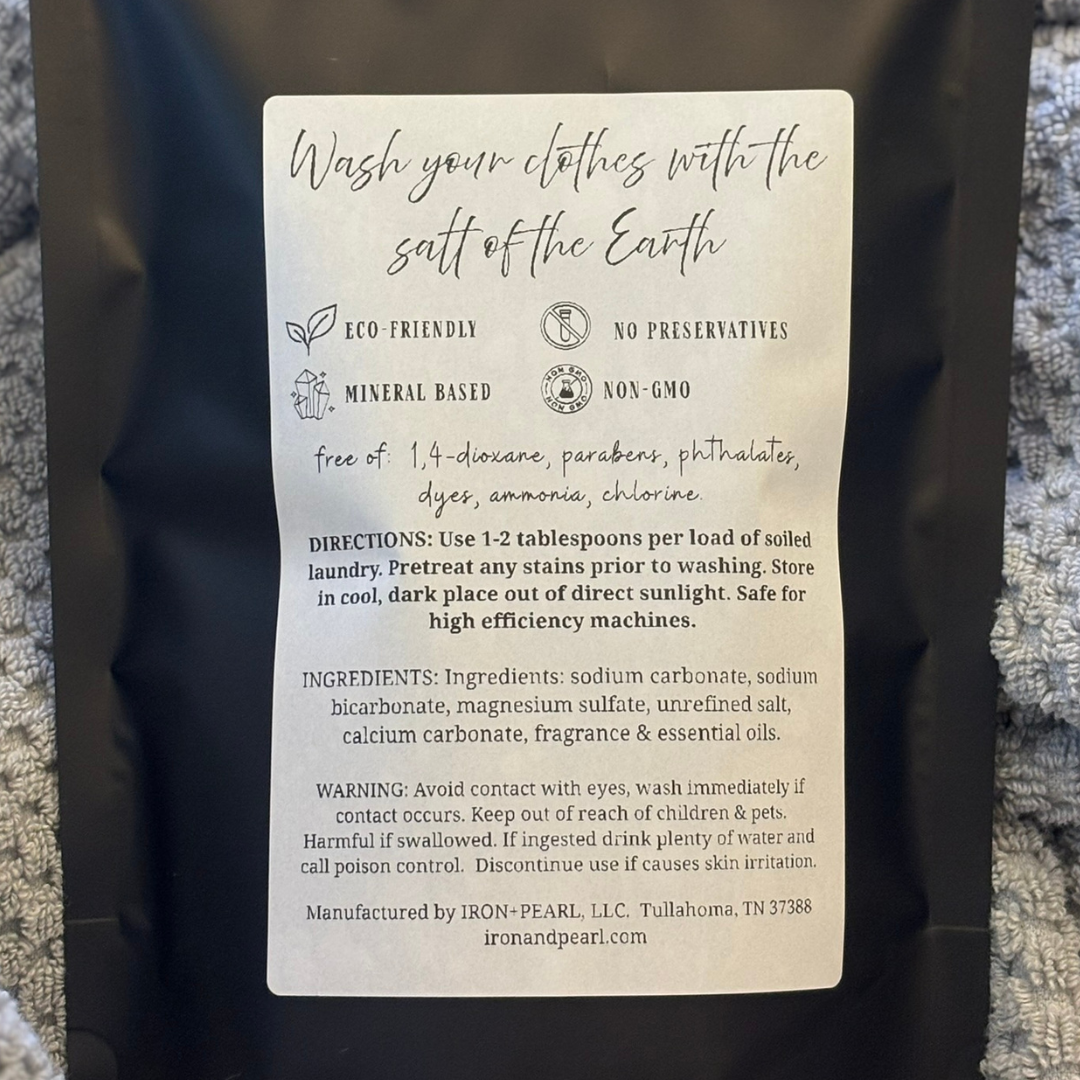 Wash your clothes with the
salt of the Earth
ECO-FRIENDLY
NO PRESERVATIVES
MINERAL BASED
NON GMO
NON GMO
NON-GMO
free of: 1,4-dioxane, parabens, phthalates,
dyes, ammonia, chlorine.
DIRECTIONS: Use 1-2 tablespoons per load of soiled
laundry. Pretreat any stains prior to washing. Store
in cool, dark place out of direct sunlight. Safe for
high efficiency machines.
INGREDIENTS: Ingredients: sodium carbonate, sodium
bicarbonate, magnesium sulfate, unrefined salt,
calcium carbonate, fragrance & essential oils.
WARNING: Avoid contact with eyes, wash immediately if
contact occurs. Keep out of reach of children & pets.
Harmful if swallowed. If ingested drink plenty of water and
call poison control. Discontinue use if causes skin irritation.
Manufactured by IRON+PEARL, LLC. Tullahoma, TN 37388
ironandpearl.com